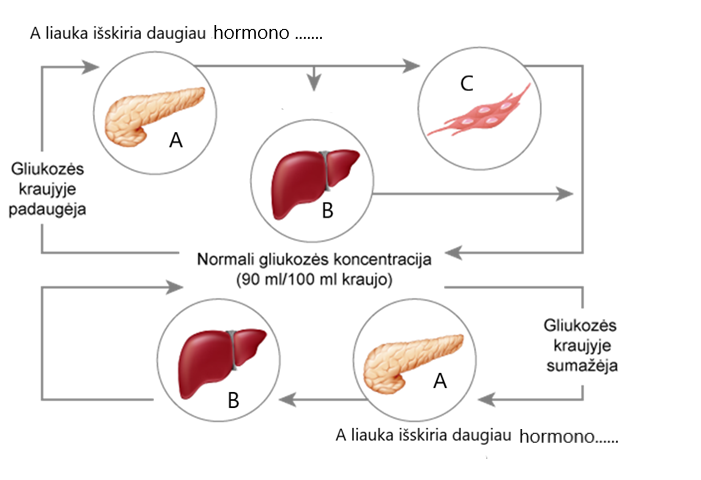 A liauka išskiria daugiau hormono .......
A
C
B
Gliukozės
kraujyje
padaugėja
Normali gliukozės koncentracija
(90 ml/100 ml kraujo)
Gliukozės
kraujyje
sumažėja
B
A
A liauka išskiria daugiau hormono......